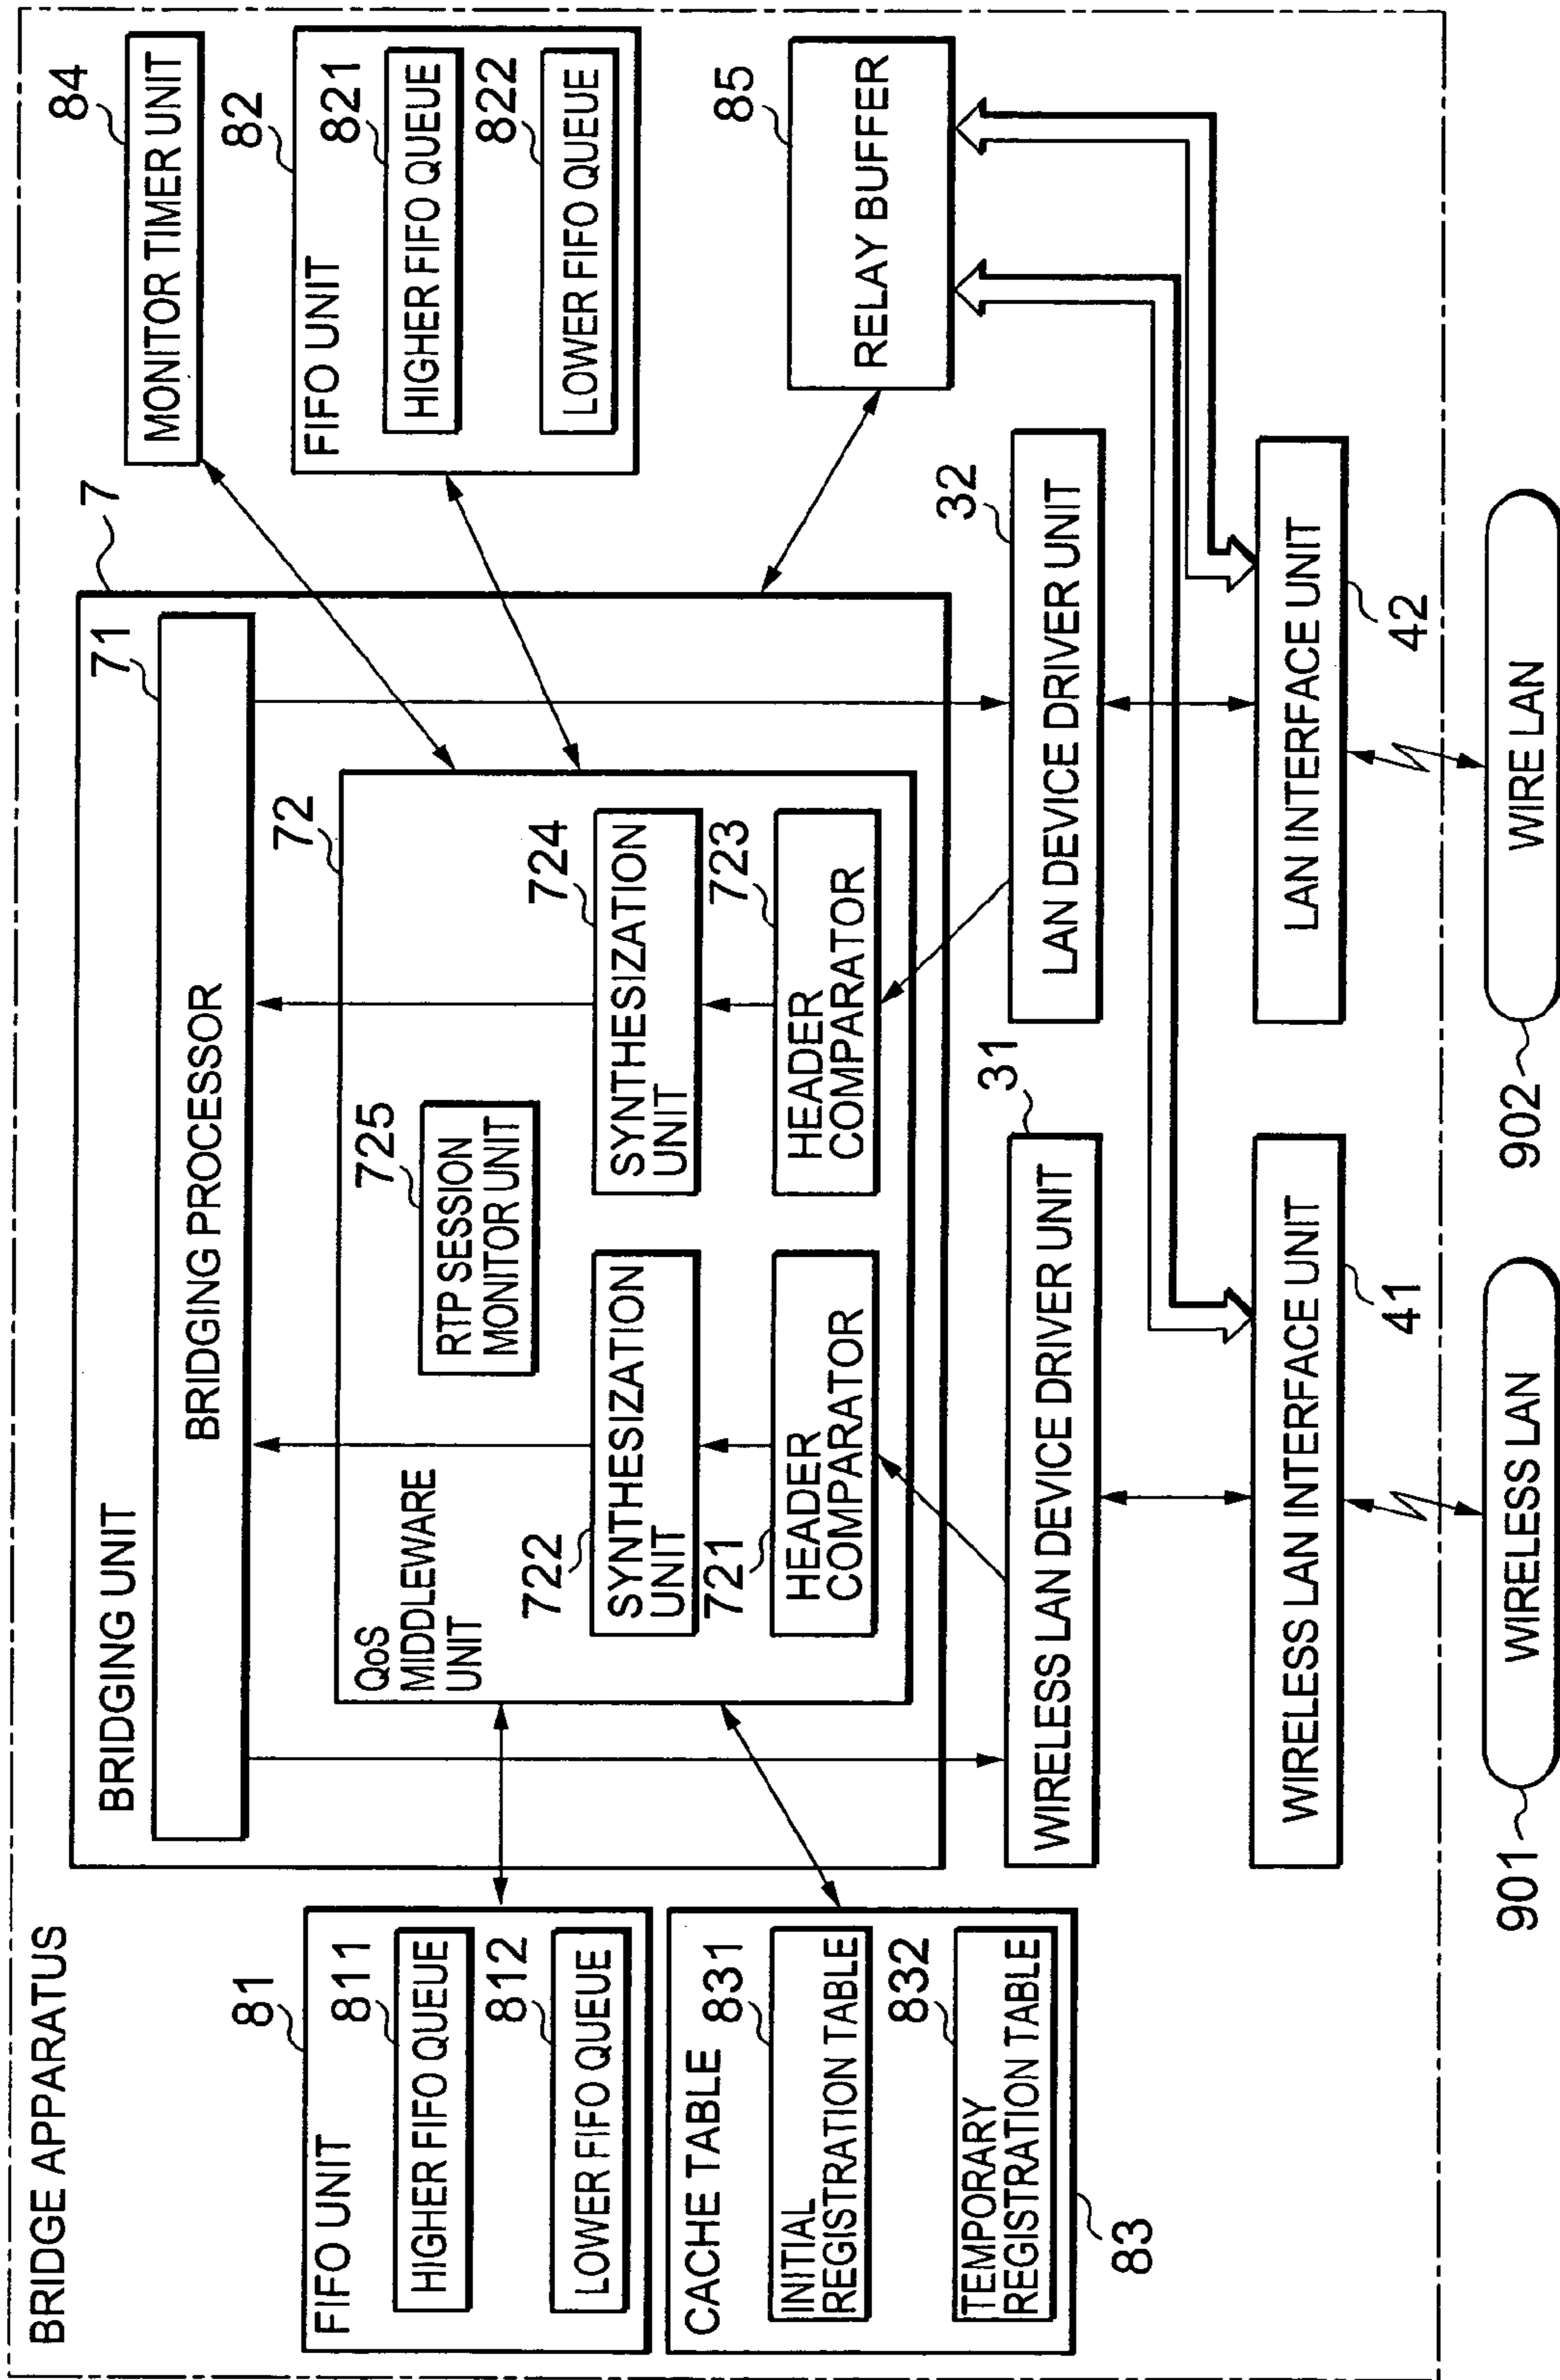 BRIDGE APPARATUS
BRIDGING UNIT
7
BRIDGING PROCESSOR
71
QoS
MIDDLEWARE
UNIT
72
RTP SESSION
MONITOR UNIT
725
722
SYNTHESIZATION
UNIT
724
SYNTHESIZATION
UNIT
721
HEADER
COMPARATOR
723
HEADER
COMPARATOR
81
FIFO UNIT
811
HIGHER FIFO QUEUE
812
LOWER FIFO QUEUE
CACHE TABLE
831
INITIAL
REGISTRATION TABLE
832
TEMPORARY
REGISTRATION TABLE
83
84
MONITOR TIMER UNIT
82
FIFO UNIT
821
HIGHER FIFO QUEUE
822
LOWER FIFO QUEUE
85
RELAY BUFFER
31
WIRELESS LAN DEVICE DRIVER UNIT
32
LAN DEVICE DRIVER UNIT
WIRELESS LAN INTERFACE UNIT
41
LAN INTERFACE UNIT
42
901
WIRELESS LAN
902
WIRE LAN